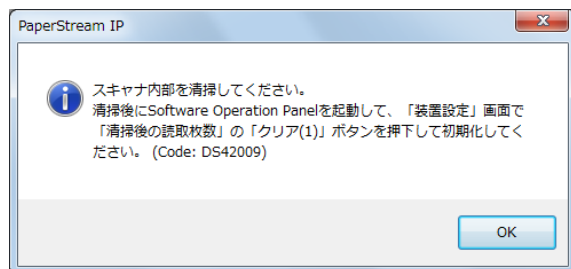 PaperStream IP
スキャナ内部を清掃してください。
清掃後にSoftware Operation Panelを起動して、「装置設定」画面で
「清掃後の読取枚数」の「クリア(1)」ボタンを押下して初期化してく
ださい。 (Code: DS42009)
OK